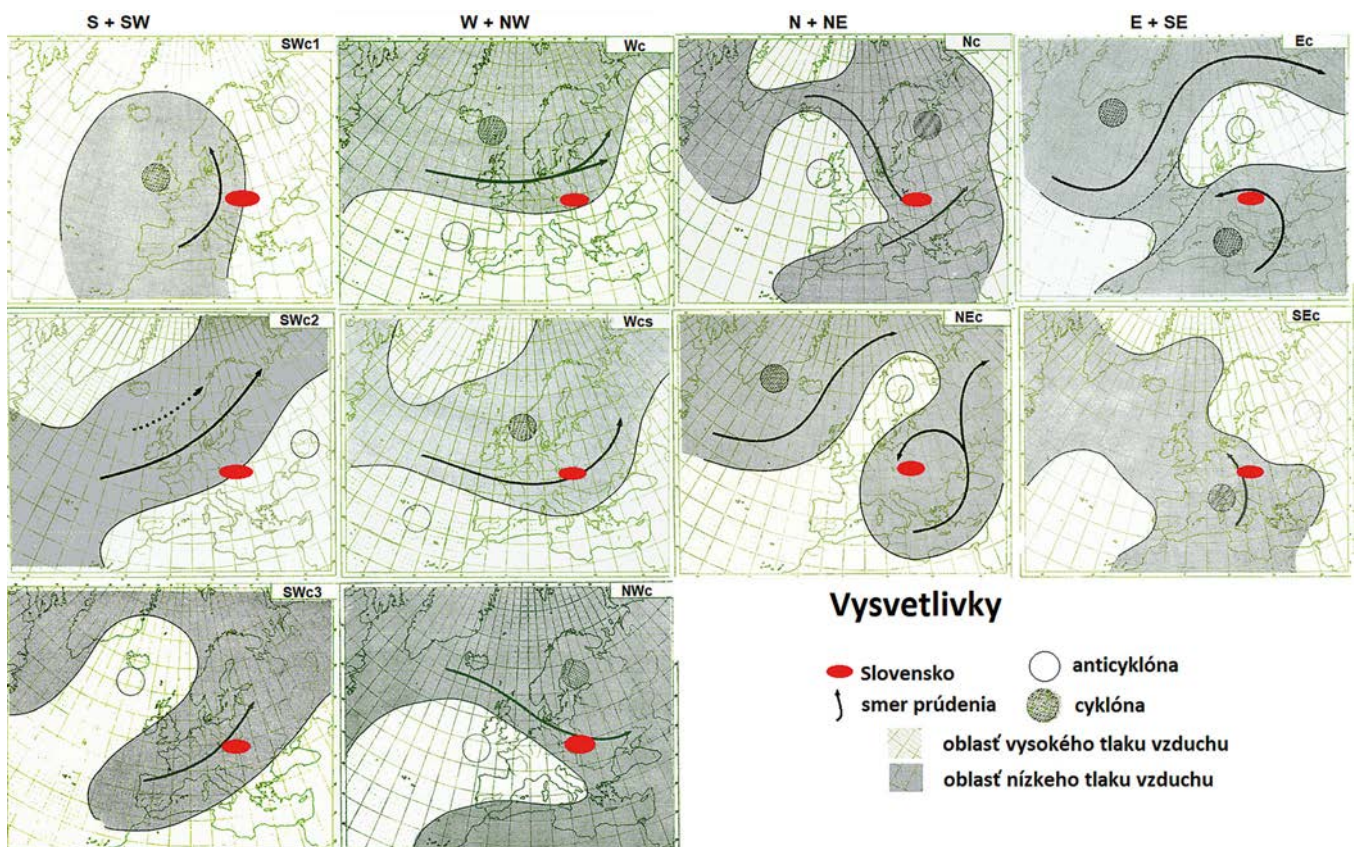 S + SW
W + NW
N + NE
E + SE
SWc1
Wc
Nc
Ec
SWc2
Wcs
NEc
SEc
SWc3
NWc
Vysvetlivky
Slovensko
anticyklóna
smer prúdenia
cyklóna
oblasť vysokého tlaku vzduchu
oblasť nízkeho tlaku vzduchu